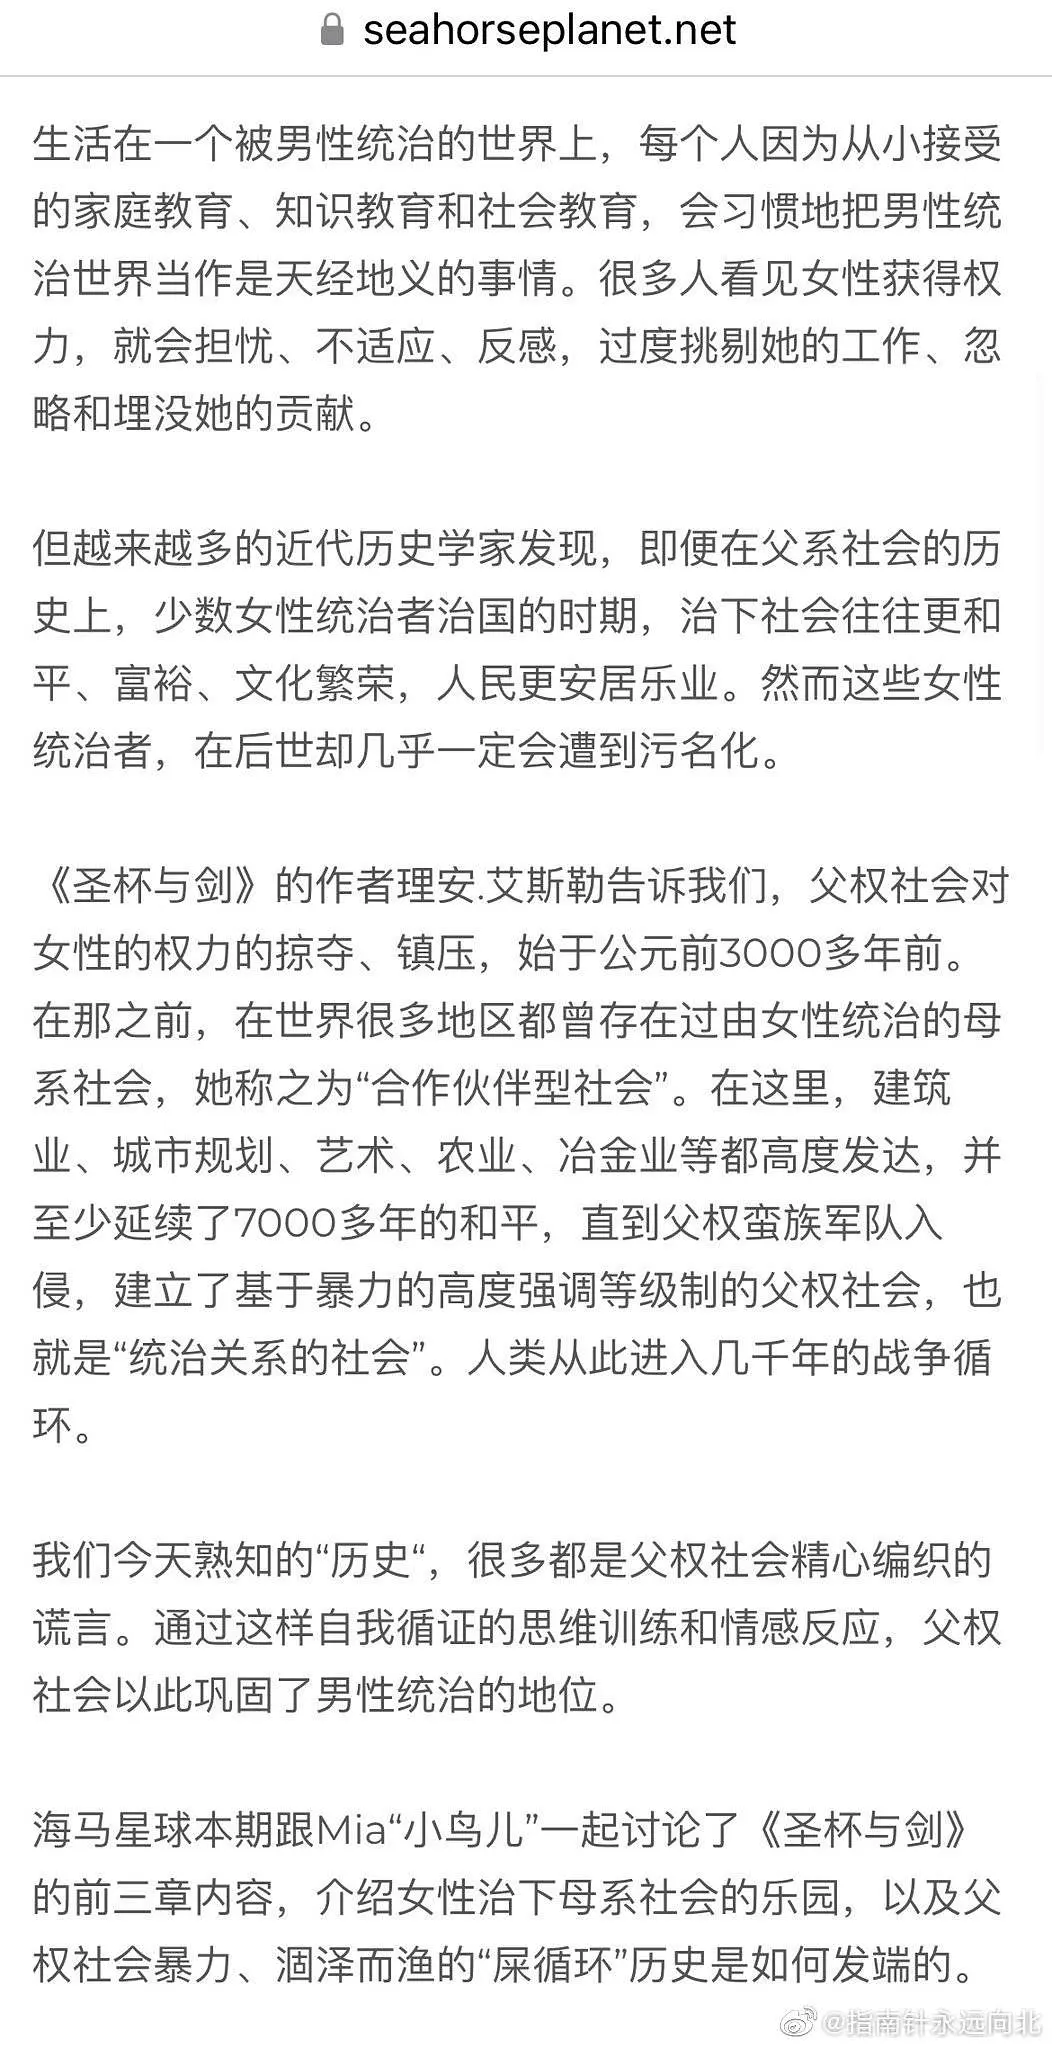 seahorseplanet.net
生活在一个被男性统治的世界上，每个人因为从小接受
的家庭教育、知识教育和社会教育，会习惯地把男性统
治世界当作是天经地义的事情。很多人看见女性获得权
力，就会担忧、不适应、反感，过度挑剔她的工作、忽
略和埋没她的贡献。
但越来越多的近代历史学家发现，即便在父系社会的历
史上，少数女性统治者治国的时期，治下社会往往更和
平、富裕、文化繁荣，人民更安居乐业。然而这些女性
统治者，在后世却几乎一定会遭到污名化。
《圣杯与剑》的作者理安.艾斯勒告诉我们，父权社会对
女性的权力的掠夺、镇压，始于公元前3000多年前。
在那之前，在世界很多地区都曾存在过由女性统治的母
系社会，她称之为“合作伙伴型社会”。在这里，建筑
业、城市规划、艺术、农业、冶金业等都高度发达，并
至少延续了7000多年的和平，直到父权蛮族军队入
侵，建立了基于暴力的高度强调等级制的父权社会，也
就是“统治关系的社会”。人类从此进入几千年的战争循
环。
我们今天熟知的“历史“，很多都是父权社会精心编织的
谎言。通过这样自我循证的思维训练和情感反应，父权
社会以此巩固了男性统治的地位。
海马星球本期跟Mia“小鸟儿”一起讨论了《圣杯与剑》
的前三章内容，介绍女性治下母系社会的乐园，以及父
权社会暴力、涸泽而渔的“屎循环”历史是如何发端的。
@指南针永远向北